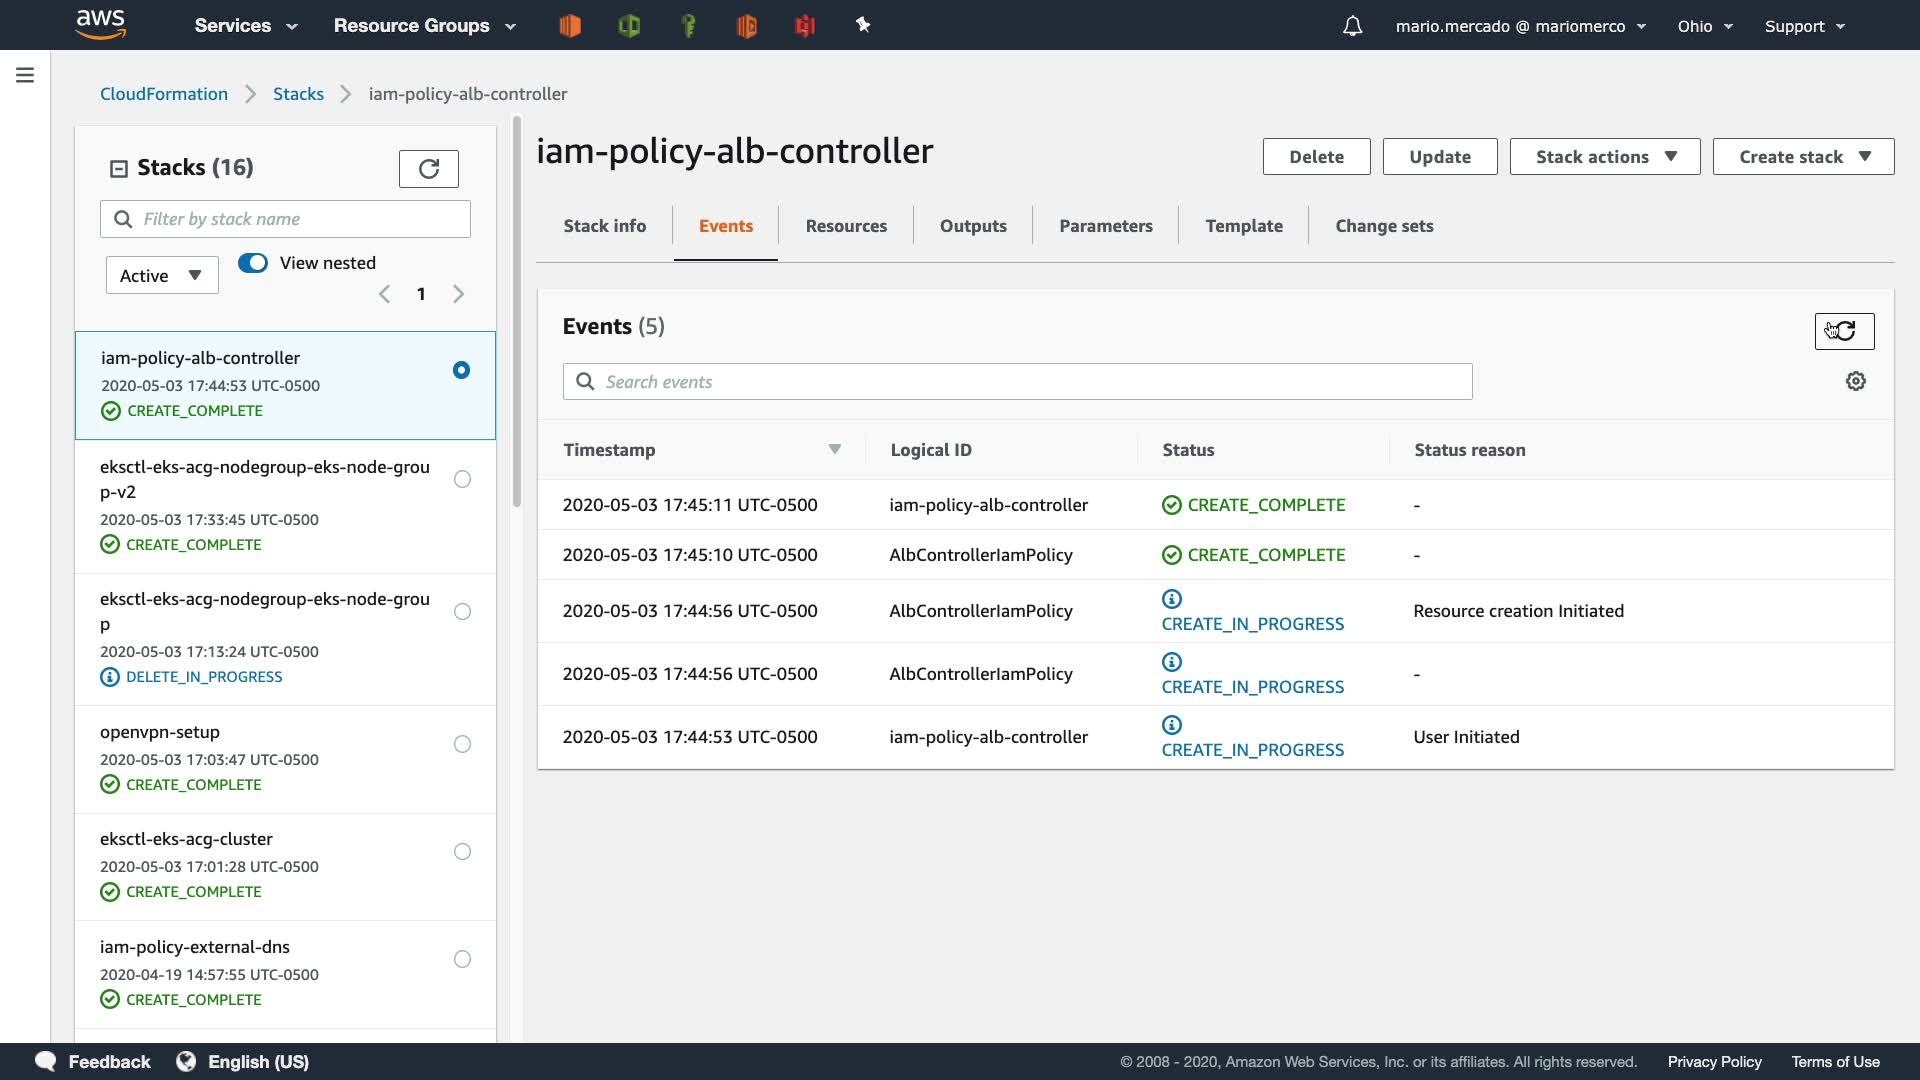 aws
Services
Resource Groups
mario.mercado @ mariomerco
Ohio
Support
CloudFormation
Stacks
iam-policy-alb-controller
Stacks (16)
Filter by stack name
Active
View nested
1
iam-policy-alb-controller
2020-05-03 17:44:53 UTC-0500
CREATE_COMPLETE
eksctl-eks-acg-nodegroup-eks-node-grou
p-v2
2020-05-03 17:33:45 UTC-0500
CREATE_COMPLETE
eksctl-eks-acg-nodegroup-eks-node-grou
p
2020-05-03 17:13:24 UTC-0500
DELETE_IN_PROGRESS
openvpn-setup
2020-05-03 17:03:47 UTC-0500
CREATE_COMPLETE
eksctl-eks-acg-cluster
2020-05-03 17:01:28 UTC-0500
CREATE_COMPLETE
iam-policy-external-dns
2020-04-19 14:57:55 UTC-0500
CREATE_COMPLETE
iam-policy-alb-controller
Delete
Update
Stack actions
Create stack
Stack info
Events
Resources
Outputs
Parameters
Template
Change sets
Events (5)
Search events
Timestamp Logical ID Status Status reason
2020-05-03 17:45:11 UTC-0500 iam-policy-alb-controller CREATE_COMPLETE -
2020-05-03 17:45:10 UTC-0500 AlbControllerIamPolicy CREATE_COMPLETE -
2020-05-03 17:44:56 UTC-0500 AlbControllerIamPolicy CREATE_IN_PROGRESS Resource creation Initiated
2020-05-03 17:44:56 UTC-0500 AlbControllerIamPolicy CREATE_IN_PROGRESS -
2020-05-03 17:44:53 UTC-0500 iam-policy-alb-controller CREATE_IN_PROGRESS User Initiated
Feedback
English (US)
© 2008 - 2020, Amazon Web Services, Inc. or its affiliates. All rights reserved.
Privacy Policy
Terms of Use